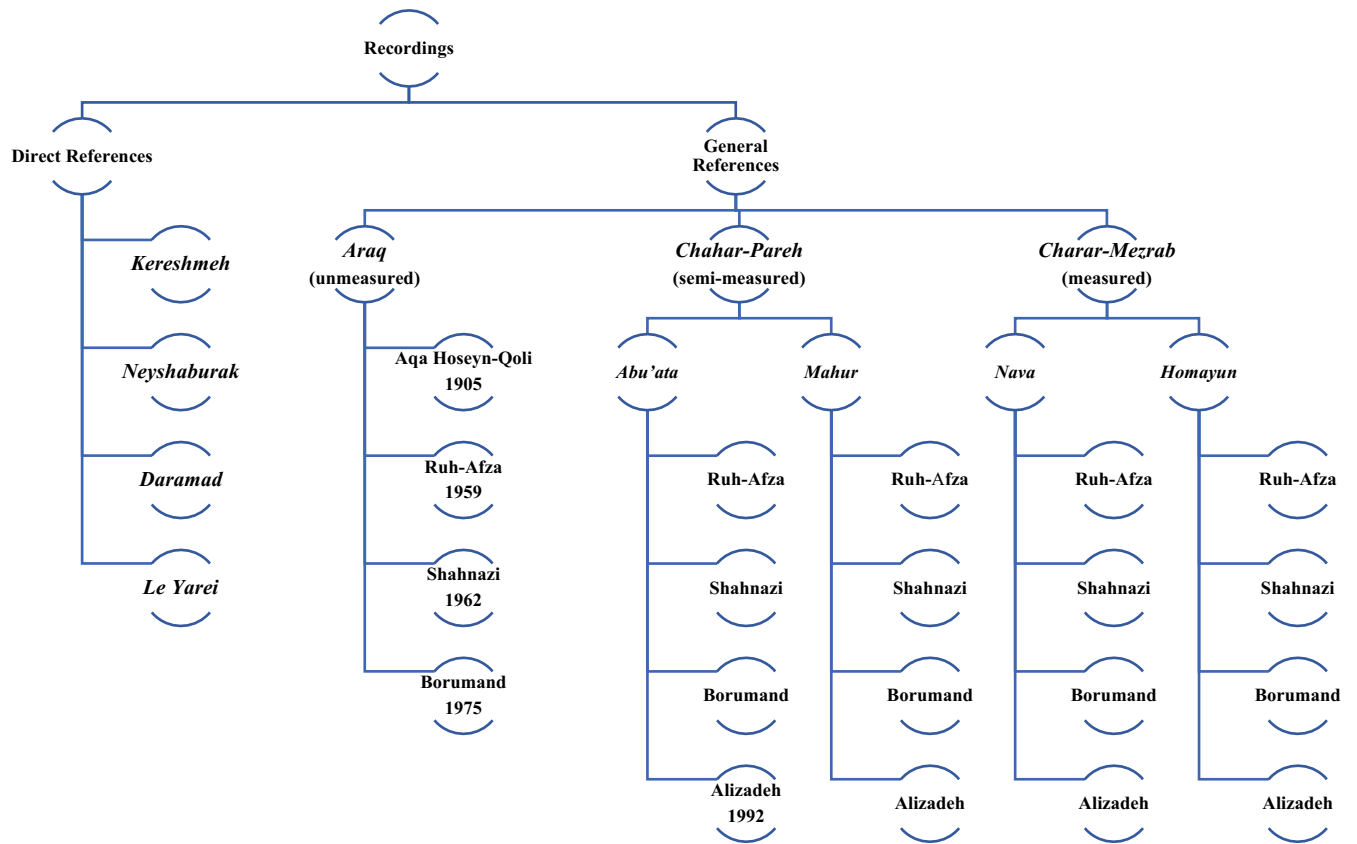 Recordings
Direct References
General
References
Kereshmeh
Neyshaburak
Daramad
Le Yarei
Araq
(unmeasured)
Aqa Hoseyn-Qoli
1905
Ruh-Afza
1959
Shahnazi
1962
Borumand
1975
Chahar-Pareh
(semi-measured)
Abu’ata
Ruh-Afza
Shahnazi
Borumand
Alizadeh
1992
Mahur
Ruh-Afza
Shahnazi
Borumand
Alizadeh
Charar-Mezrab
(measured)
Nava
Ruh-Afza
Shahnazi
Borumand
Alizadeh
Homayun
Ruh-Afza
Shahnazi
Borumand
Alizadeh